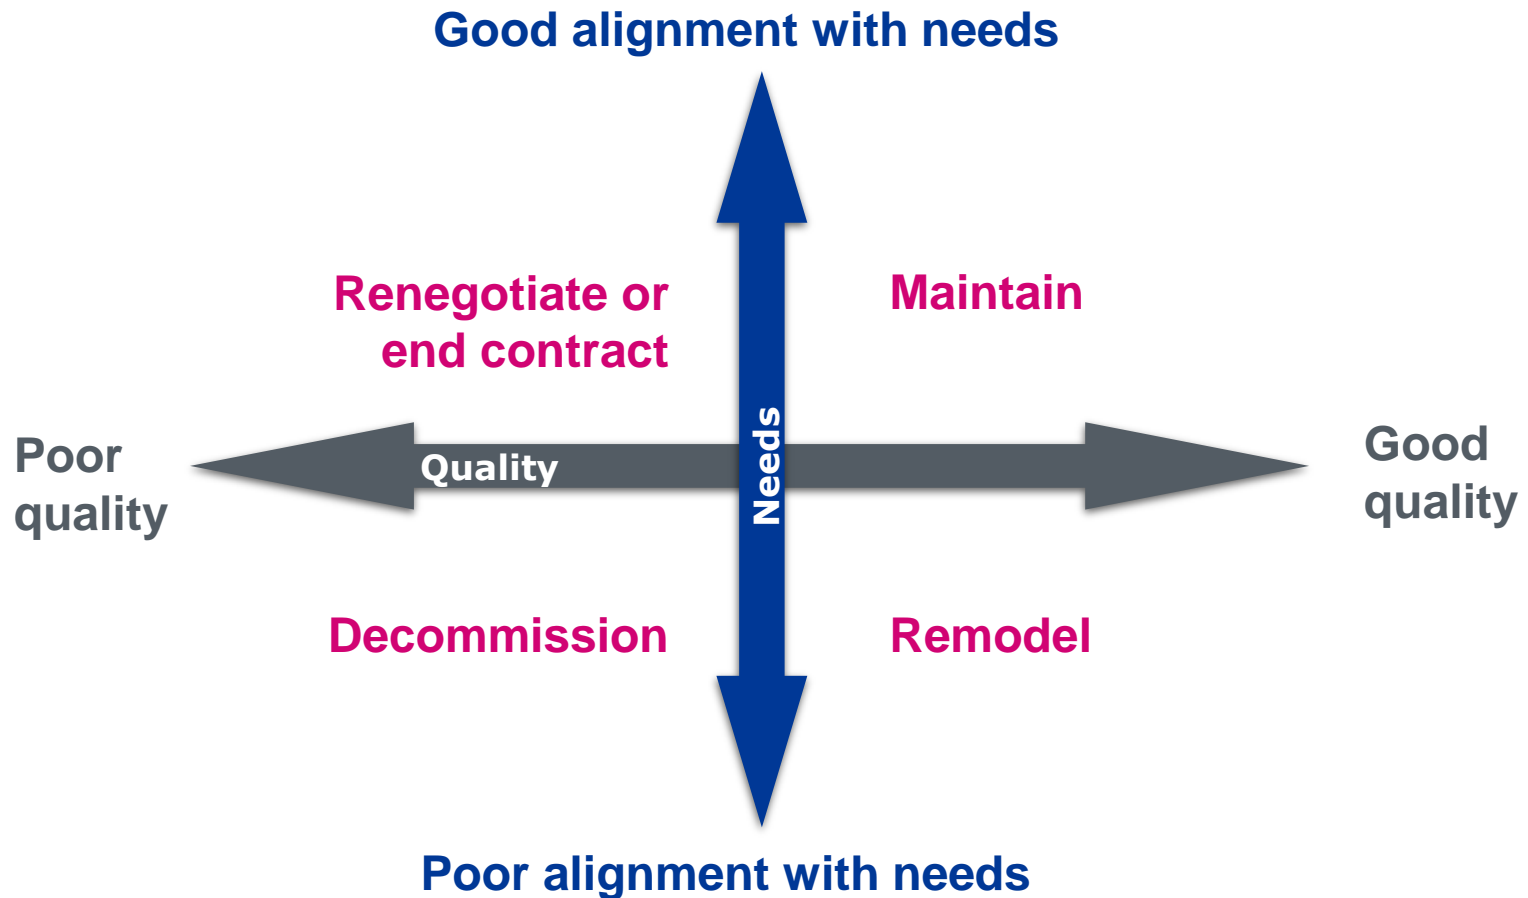 Good alignment with needs
Renegotiate or
end contract
Maintain
Poor
quality
Quality
Needs
Good
quality
Decommission
Remodel
Poor alignment with needs